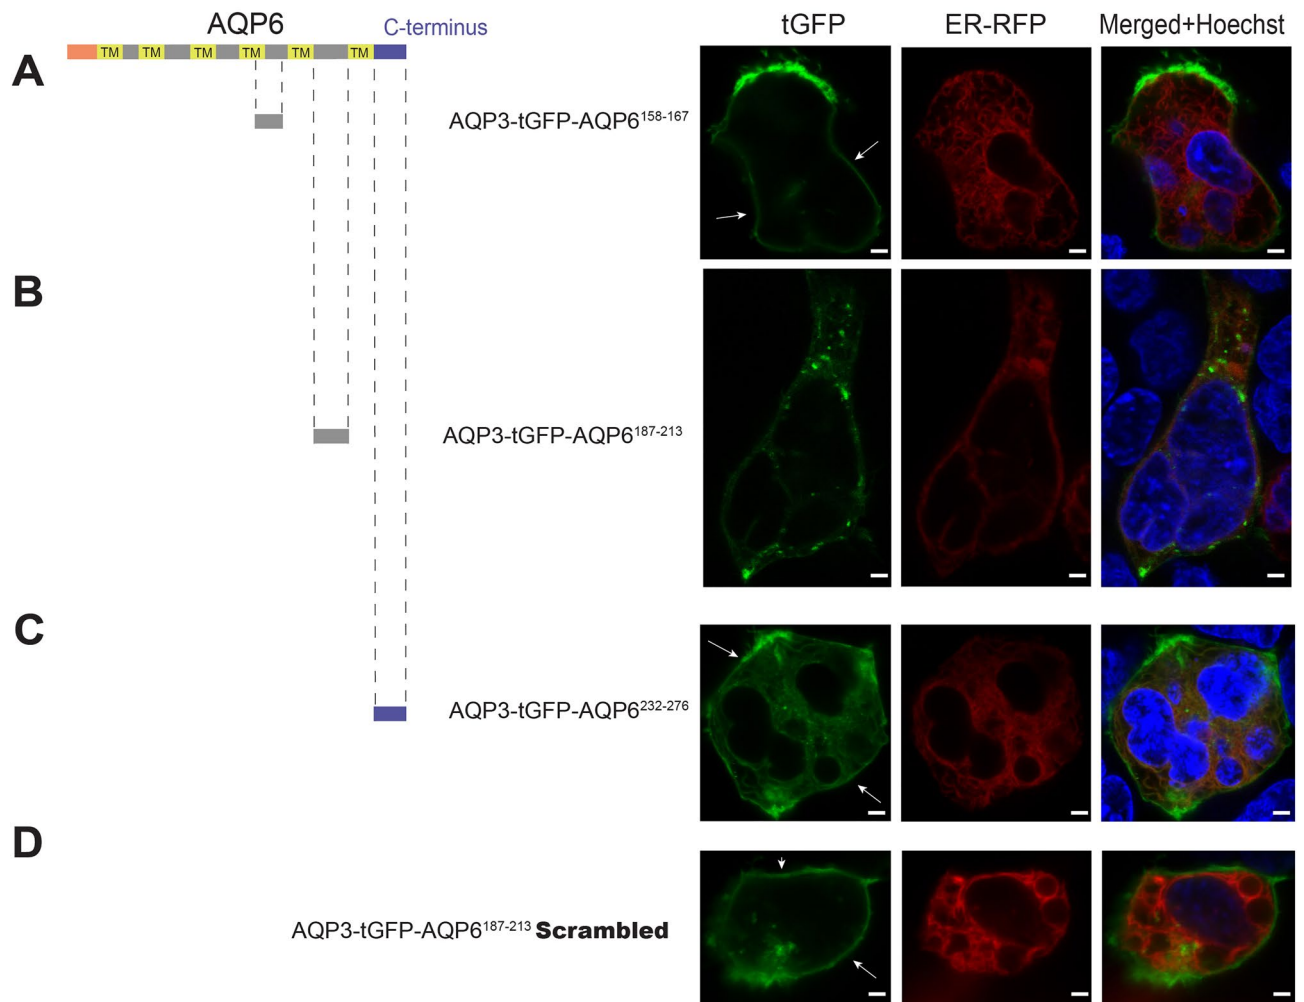 AQP6
C-terminus
tGFP
ER-RFP
Merged+Hoechst
TM TM TM TM TM TM
A
AQP3-tGFP-AQP6158-167
B
AQP3-tGFP-AQP6187-213
C
AQP3-tGFP-AQP6232-276
D
AQP3-tGFP-AQP6187-213 Scrambled